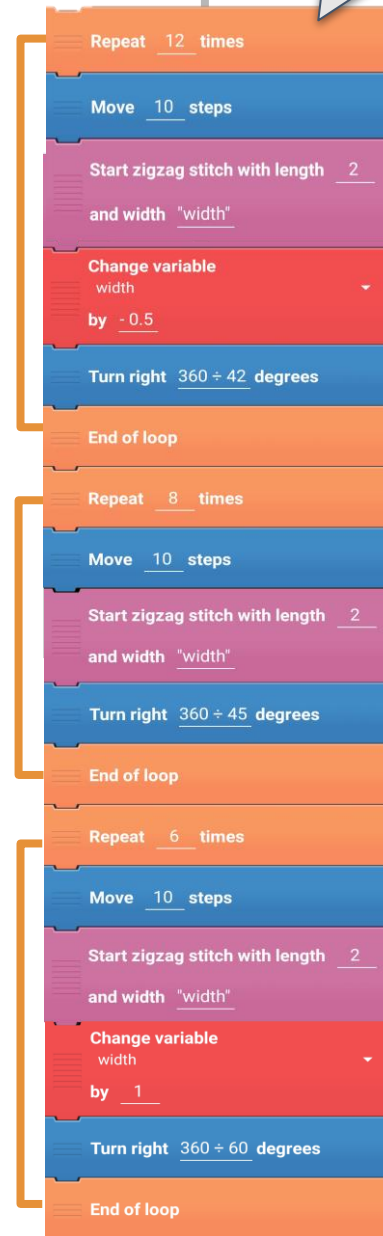 Repeat 12 times
Move 10 steps
Start zigzag stitch with length 2
and width "width"
Change variable
width
by - 0.5
Turn right 360 ÷ 42 degrees
End of loop
Repeat 8 times
Move 10 steps
Start zigzag stitch with length 2
and width "width"
Turn right 360 ÷ 45 degrees
End of loop
Repeat 6 times
Move 10 steps
Start zigzag stitch with length 2
and width "width"
Change variable
width
by 1
Turn right 360 ÷ 60 degrees
End of loop